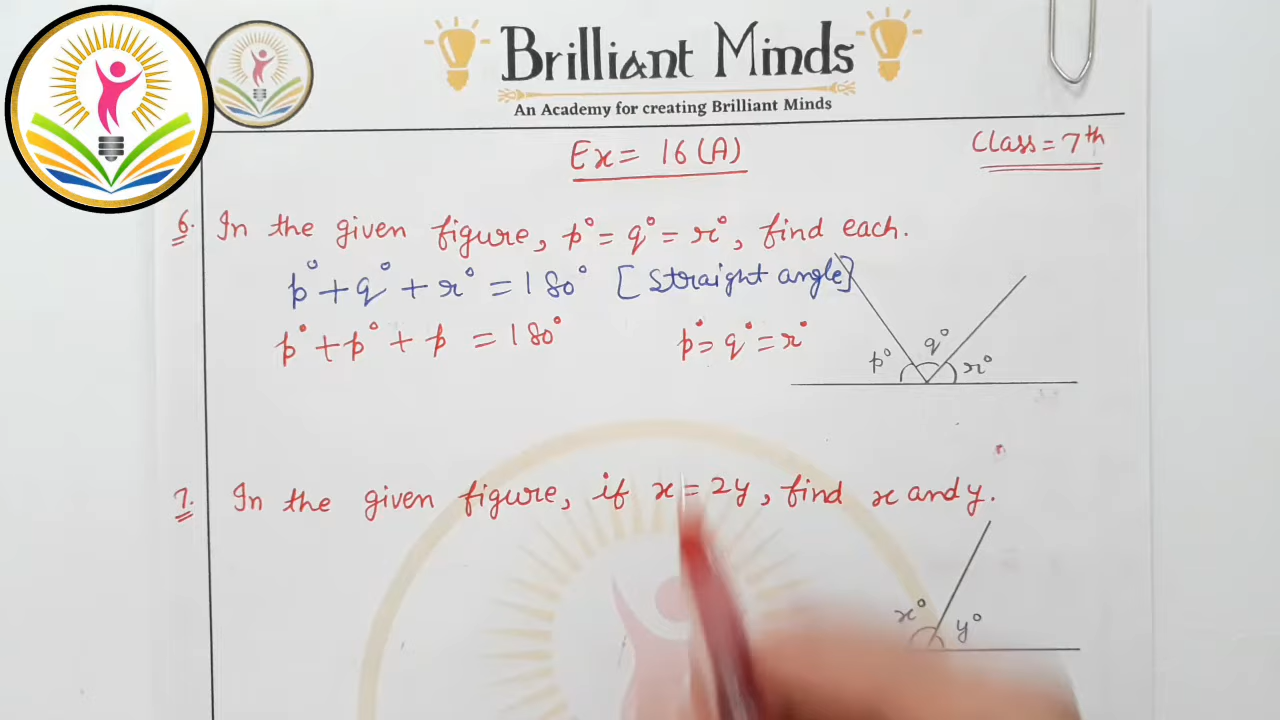 Brilliant Minds
An Academy for creating Brilliant Minds
Ex = 16 (A)
Class = 7th
6. In the given figure, p° = q° = r°, find each.
p° + q° + r° = 180° [Straight angle]
p° + p° + p = 180° p° = q° = r°
p° q° r°
7. In the given figure, if x = 2y, find x and y.
x° y°